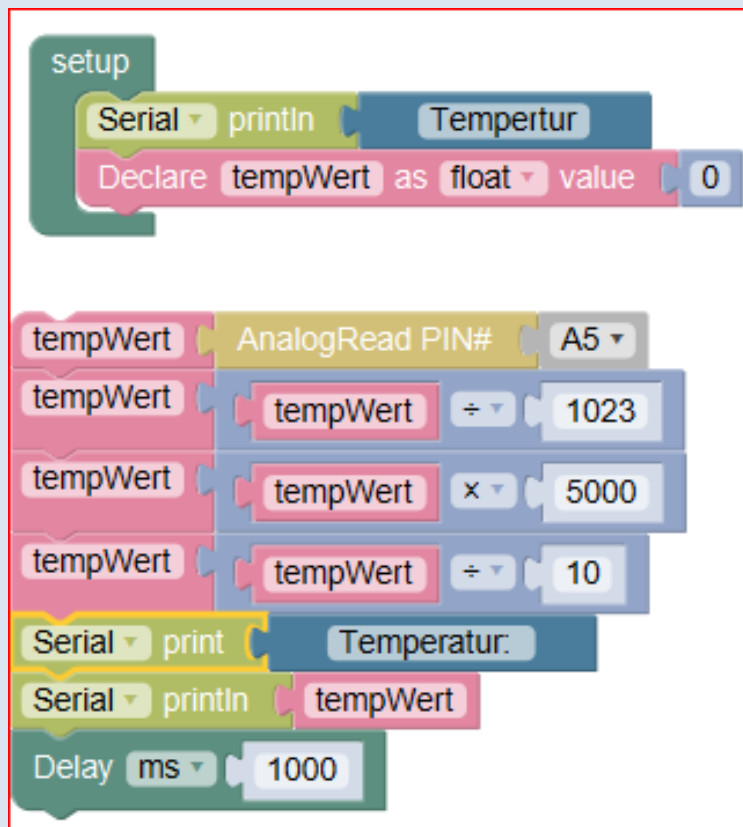 setup
Serial println Tempertur
Declare tempWert as float value 0
tempWert AnalogRead PIN# A5
tempWert tempWert ÷ 1023
tempWert tempWert x 5000
tempWert tempWert ÷ 10
Serial print Temperatur:
Serial println tempWert
Delay ms 1000